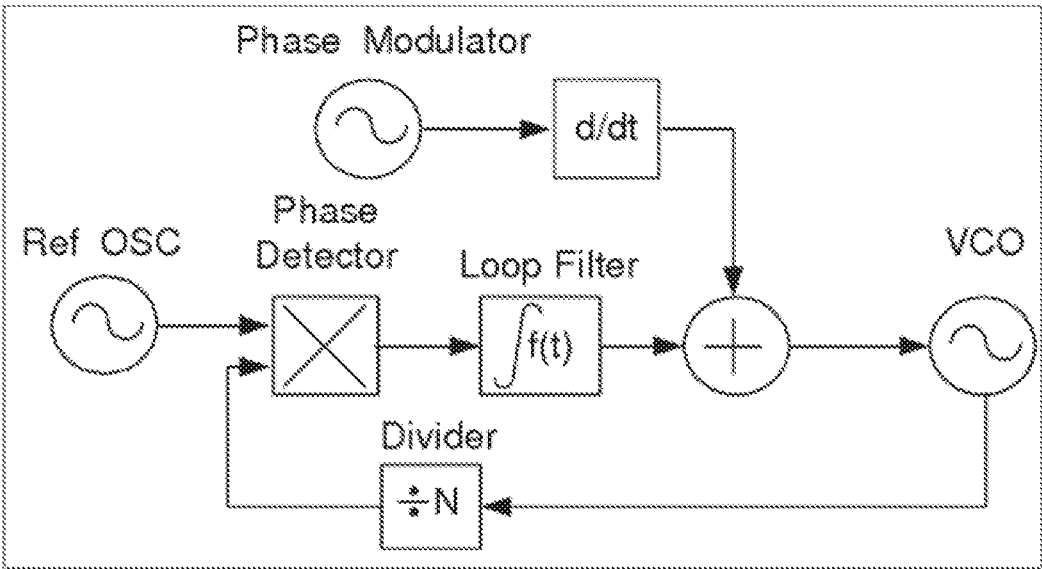 Phase Modulator
d/dt
Phase
Detector
Ref OSC
Loop Filter
VCO
∫f(t)
+
Divider
÷N